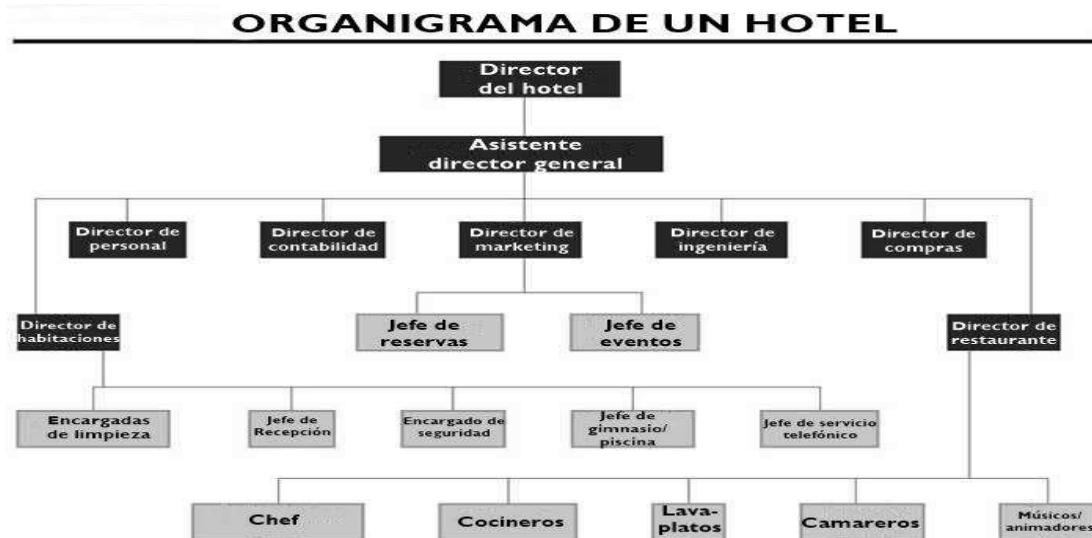 ORGANIGRAMA DE UN HOTEL
Director
del hotel
Asistente
director general
Director de
personal
Director de
contabilidad
Director de
marketing
Director de
ingeniería
Director de
compras
Director de
habitaciones
Jefe de
reservas
Jefe de
eventos
Director de
restaurante
Encargadas
de limpieza
Jefe de
Recepción
Encargado de
seguridad
Jefe de
gimnasio/
piscina
Jefe de servicio
telefónico
Chef
Cocineros
Lava-
platos
Camareros
Músicos/
animadores